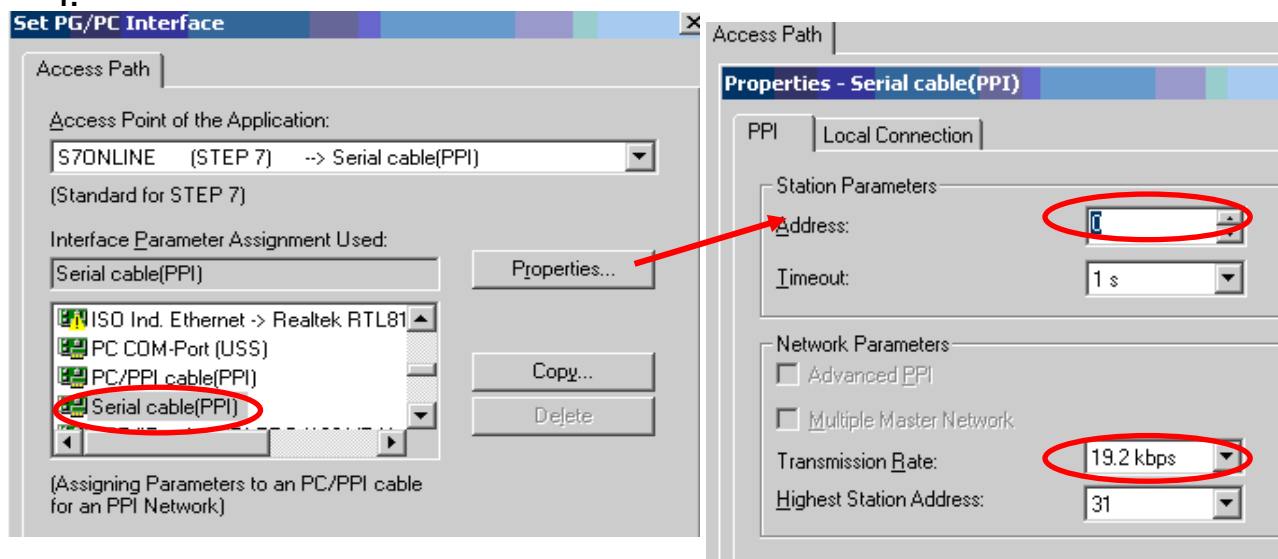 1.
Set PG/PC Interface
Access Path
Access Point of the Application:
S7ONLINE (STEP 7) --> Serial cable(PPI)
(Standard for STEP 7)
Interface Parameter Assignment Used:
Serial cable(PPI)
Properties...
ISO Ind. Ethernet -> Realtek RTL81
PC COM-Port (USS)
PC/PPI cable(PPI)
Serial cable(PPI)
Copy...
Delete
(Assigning Parameters to an PC/PPI cable
for an PPI Network)
Access Path
Properties - Serial cable(PPI)
PPI
Local Connection
Station Parameters
Address:
0
Timeout:
1 s
Network Parameters
Advanced PPI
Multiple Master Network
Transmission Rate:
19.2 kbps
Highest Station Address:
31